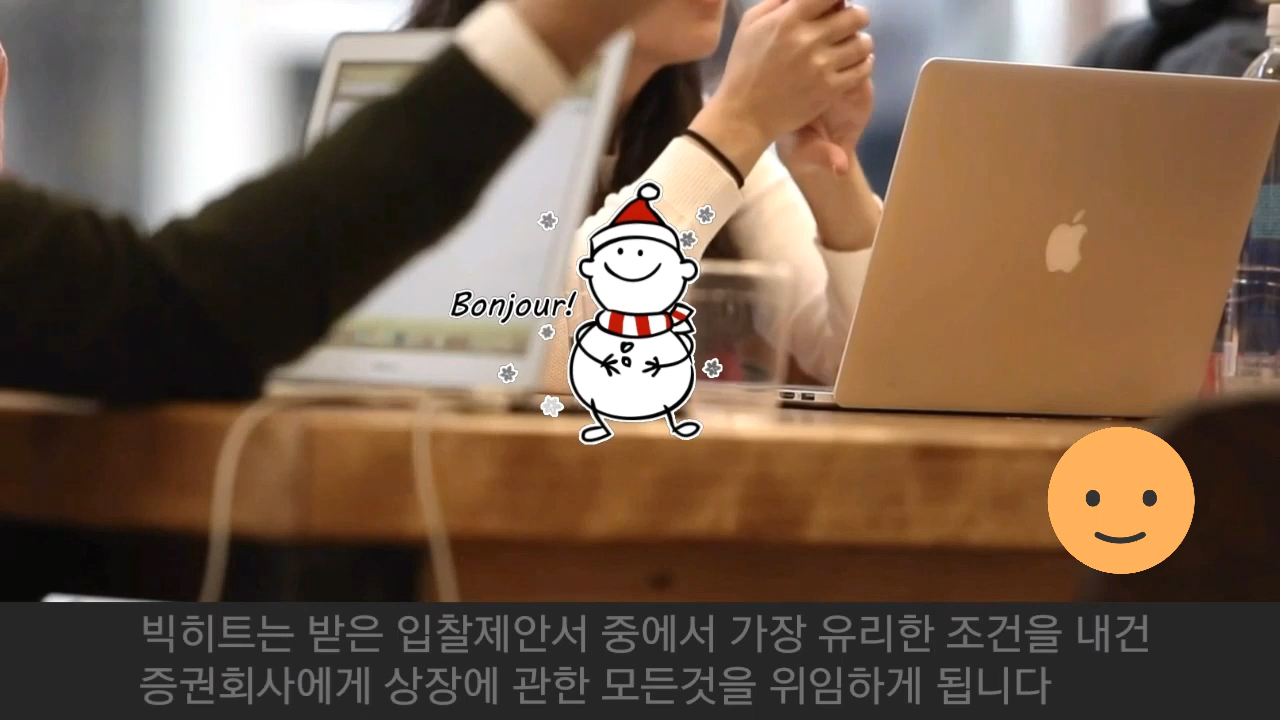 Bonjour!
빅히트는 받은 입찰제안서 중에서 가장 유리한 조건을 내건
증권회사에게 상장에 관한 모든것을 위임하게 됩니다